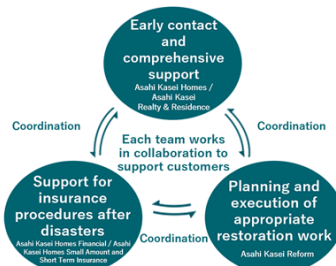 Early contact
and
comprehensive
support
Asahi Kasei Homes /
Asahi Kasei
Realty & Residence
Coordination
Coordination
Each team works
in collaboration to
support customers
Support for
insurance
procedures after
disasters
Asahi Kasei Homes Financial / Asahi
Kasei Homes Small Amount and
Short Term Insurance
Planning and
execution of
appropriate
restoration work
Asahi Kasei Reform
Coordination